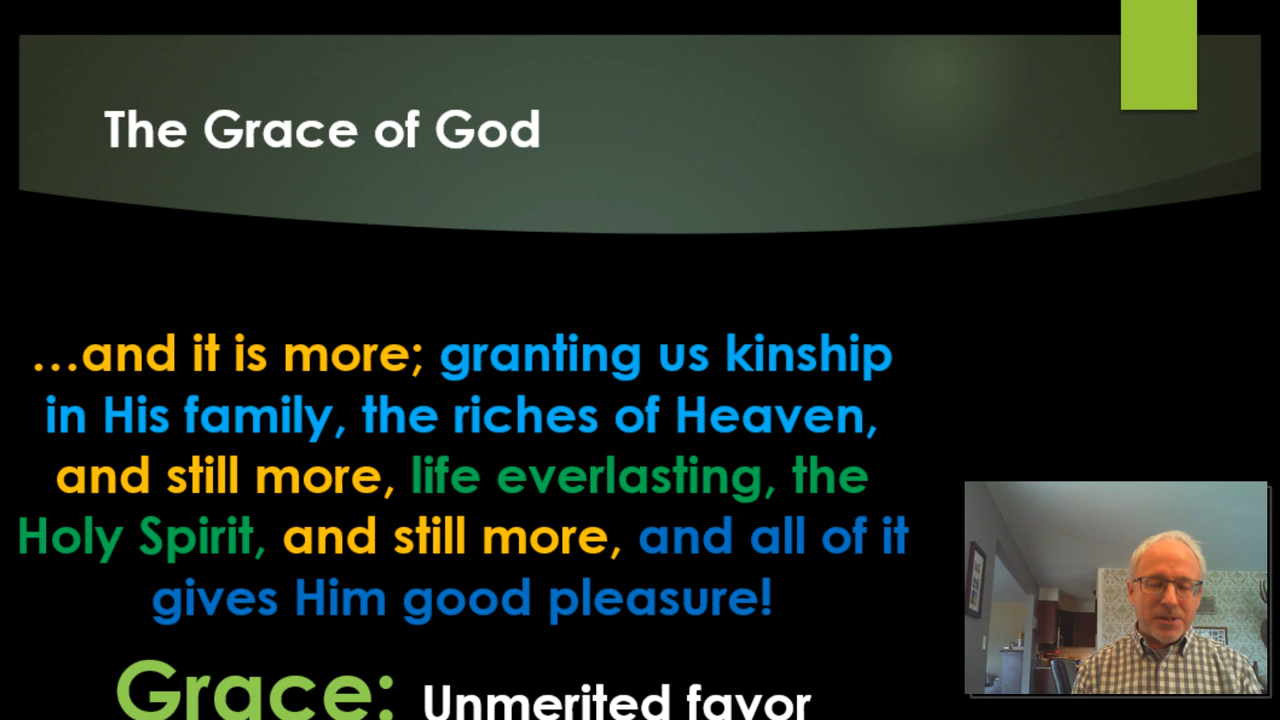 The Grace of God
…and it is more; granting us kinship
in His family, the riches of Heaven,
and still more, life everlasting, the
Holy Spirit, and still more, and all of it
gives Him good pleasure!
Grace: Unmerited favor